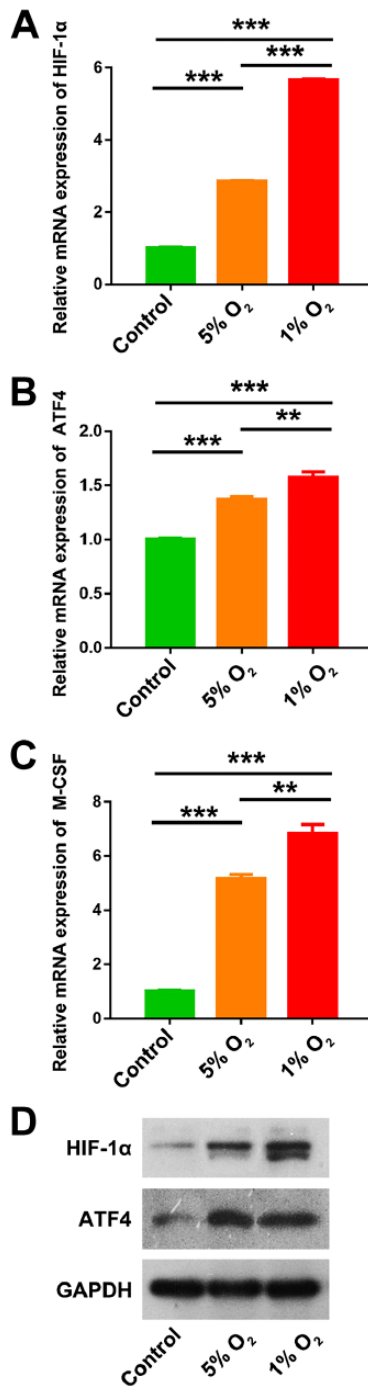 A
Relative mRNA expression of HIF-1α
***
***
***
6
4
2
0
Control
5% O₂
1% O₂
B
Relative mRNA expression of ATF4
***
***
**
2.0
1.5
1.0
0.5
0.0
Control
5% O₂
1% O₂
C
Relative mRNA expression of M-CSF
***
***
**
8
6
4
2
0
Control
5% O₂
1% O₂
D
HIF-1α
ATF4
GAPDH
Control
5% O₂
1% O₂